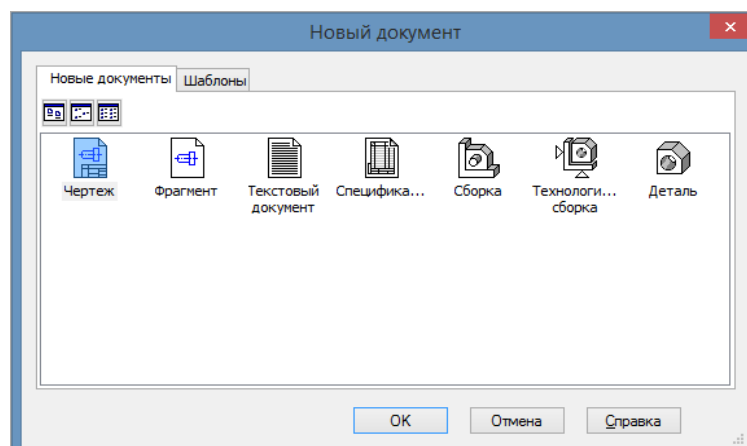 Новый документ
Новые документы Шаблоны
Чертеж Фрагмент Текстовый Специфика... Сборка Технологи... Деталь
документ сборка
OK Отмена Справка